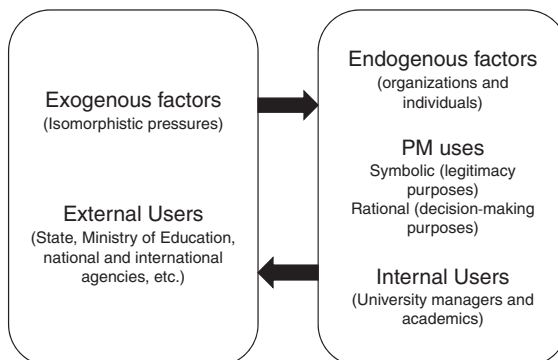 Exogenous factors
(Isomorphistic pressures)
External Users
(State, Ministry of Education,
national and international
agencies, etc.)
Endogenous factors
(organizations and
individuals)
PM uses
Symbolic (legitimacy
purposes)
Rational (decision-making
purposes)
Internal Users
(University managers and
academics)